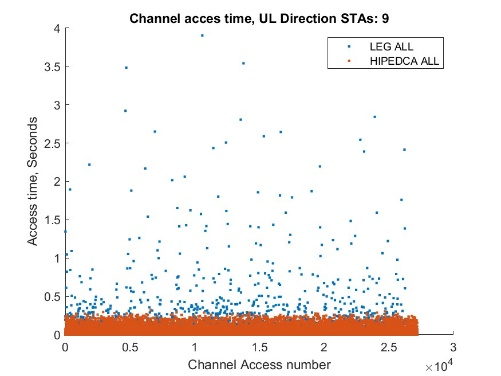 Channel acces time, UL Direction STAs: 9
LEG ALL
HIPEDCA ALL
Access time, Seconds
4
3.5
3
2.5
2
1.5
1
0.5
0
0 0.5 1 1.5 2 2.5 3
×10^4
Channel Access number